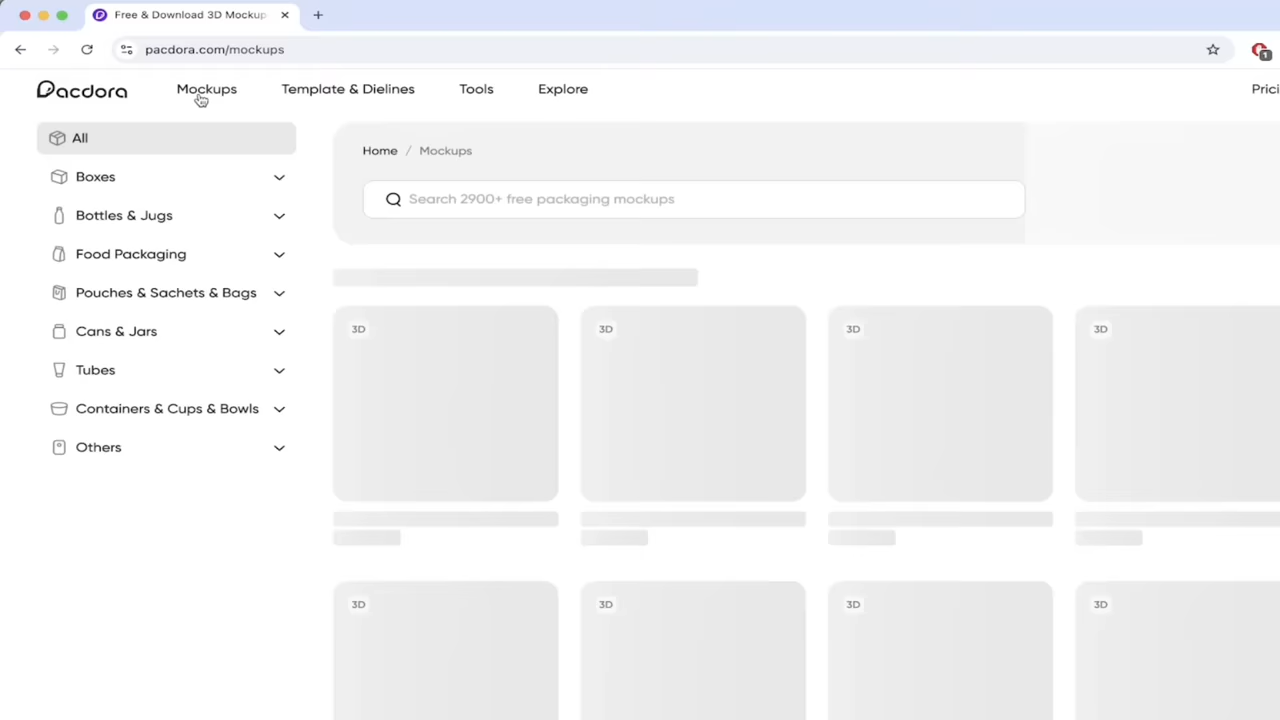 Free & Download 3D Mockup
pacdora.com/mockups
1
Pacdora
Mockups
Template & Dielines
Tools
Explore
Prici
All
Boxes
Bottles & Jugs
Food Packaging
Pouches & Sachets & Bags
Cans & Jars
Tubes
Containers & Cups & Bowls
Others
Home / Mockups
Search 2900+ free packaging mockups
3D
3D
3D
3D
3D
3D
3D
3D